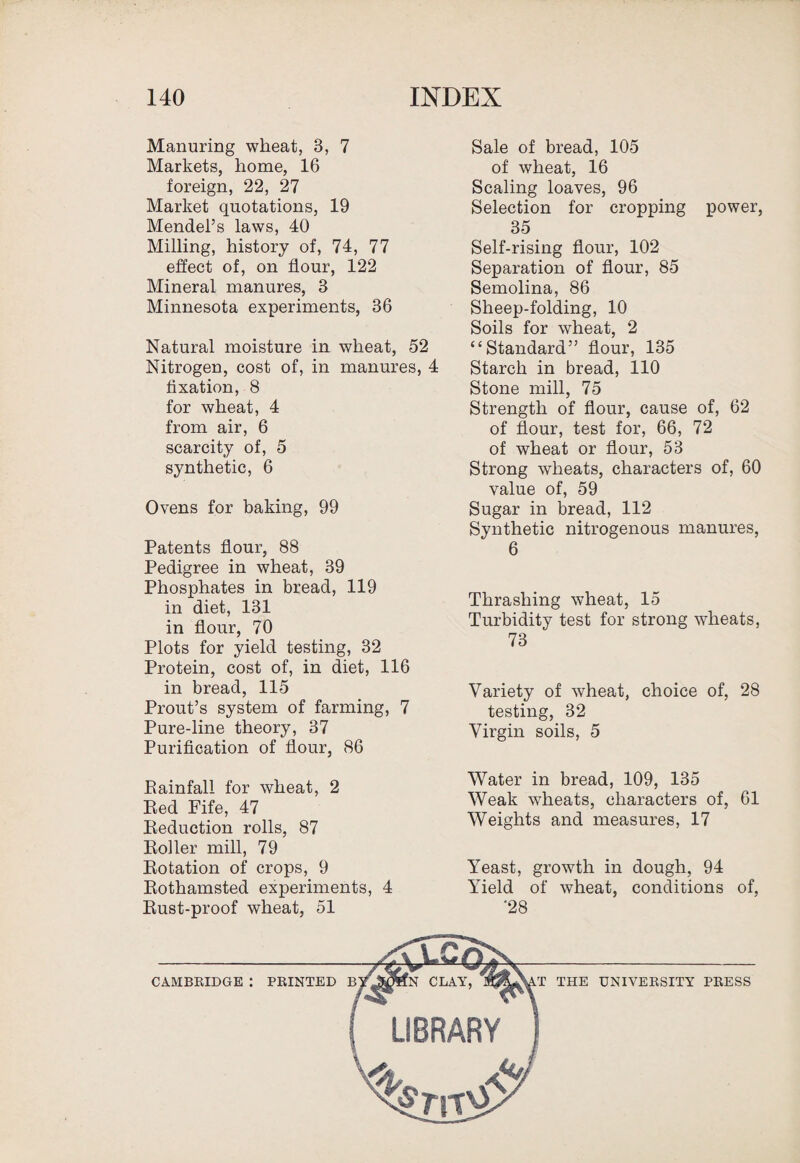 140 INDEX
Manuring wheat, 3, 7
Markets, home, 16
foreign, 22, 27
Market quotations, 19
Mendel's laws, 40
Milling, history of, 74, 77
effect of, on flour, 122
Mineral manures, 3
Minnesota experiments, 36
Natural moisture in wheat, 52
Nitrogen, cost of, in manures, 4
fixation, 8
for wheat, 4
from air, 6
scarcity of, 5
synthetic, 6
Ovens for baking, 99
Patents flour, 88
Pedigree in wheat, 39
Phosphates in bread, 119
in diet, 131
in flour, 70
Plots for yield testing, 32
Protein, cost of, in diet, 116
in bread, 115
Prout's system of farming, 7
Pure-line theory, 37
Purification of flour, 86
Rainfall for wheat, 2
Red Fife, 47
Reduction rolls, 87
Roller mill, 79
Rotation of crops, 9
Rothamsted experiments, 4
Rust-proof wheat, 51
Sale of bread, 105
of wheat, 16
Scaling loaves, 96
Selection for cropping power,
35
Self-rising flour, 102
Separation of flour, 85
Semolina, 86
Sheep-folding, 10
Soils for wheat, 2
“Standard” flour, 135
Starch in bread, 110
Stone mill, 75
Strength of flour, cause of, 62
of flour, test for, 66, 72
of wheat or flour, 53
Strong wheats, characters of, 60
value of, 59
Sugar in bread, 112
Synthetic nitrogenous manures,
6
Thrashing wheat, 15
Turbidity test for strong wheats,
73
Variety of wheat, choice of, 28
testing, 32
Virgin soils, 5
Water in bread, 109, 135
Weak wheats, characters of, 61
Weights and measures, 17
Yeast, growth in dough, 94
Yield of wheat, conditions of,
'28
CAMBRIDGE : PRINTED BY JOHN CLAY, M.A. AT THE UNIVERSITY PRESS
LIBRARY